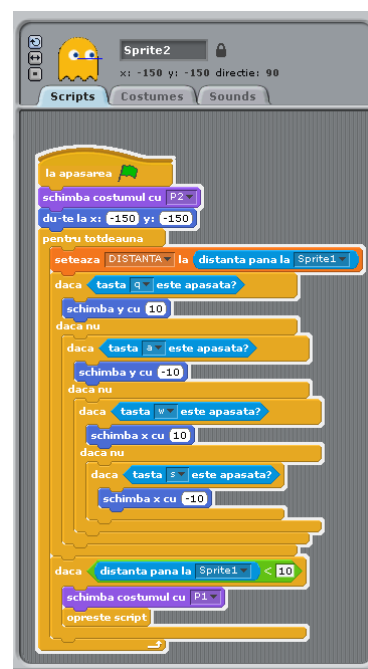 Sprite2
x: -150 y: -150 directie: 90
Scripts Costumes Sounds
la apasarea
schimba costumul cu P2
du-te la x: -150 y: -150
pentru totdeauna
seteaza DISTANTA la distanta pana la Sprite1
daca tasta q este apasata?
schimba y cu 10
daca nu
daca tasta a este apasata?
schimba y cu -10
daca nu
daca tasta w este apasata?
schimba x cu 10
daca nu
daca tasta s este apasata?
schimba x cu -10
daca distanta pana la Sprite1 < 10
schimba costumul cu P1
opreste script